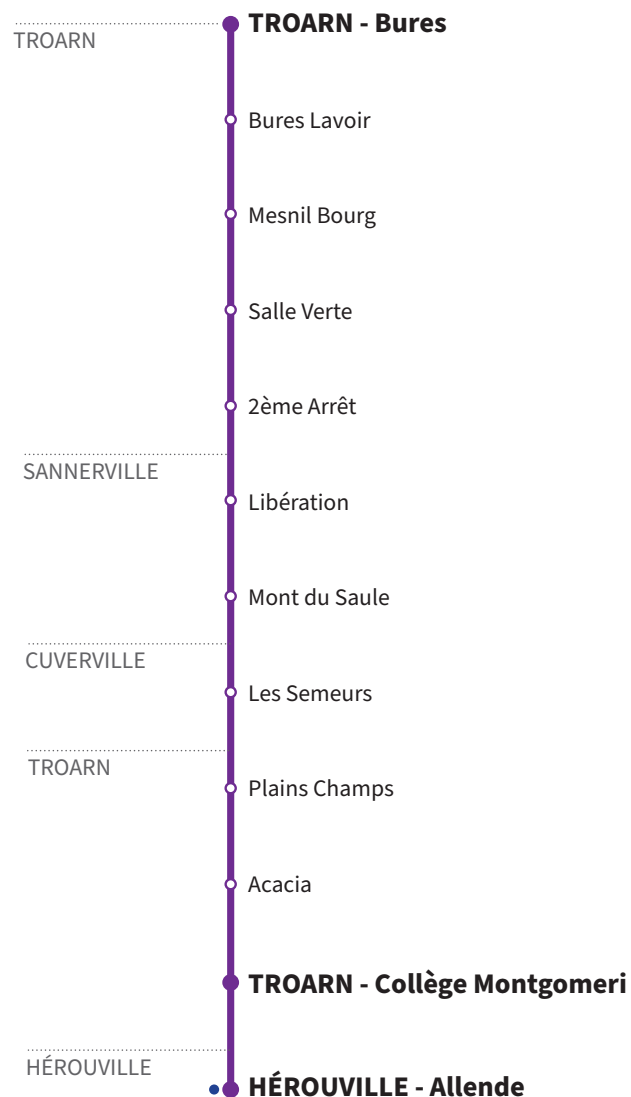 TROARN - Bures
TROARN
Bures Lavoir
Mesnil Bourg
Salle Verte
2ème Arrêt
SANNERVILLE
Libération
Mont du Saule
CUVERVILLE
Les Semeurs
TROARN
Plains Champs
Acacia
TROARN - Collège Montgomeri
HÉROUVILLE
HÉROUVILLE - Allende